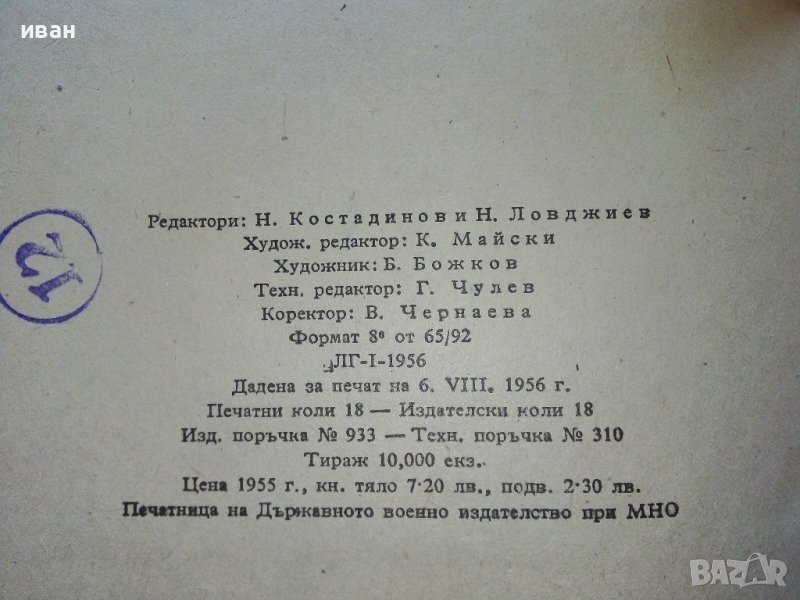 иван
Редактори: Н. Костадинов и Н. Ловджиев
Худож. редактор: К. Майски
Художник: Б. Божков
Техн. редактор: Г. Чулев
Коректор: В. Чернаева
Формат 8° от 65/92
ЛГ-I-1956
Дадена за печат на 6. VIII. 1956 г.
Печатни коли 18 — Издателски коли 18
Изд. поръчка № 933 — Техн. поръчка № 310
Тираж 10,000 екз.
Цена 1955 г., кн. тяло 7·20 лв., подв. 2·30 лв.
Печатница на Държавното военно издателство при МНО
12
BAZAR